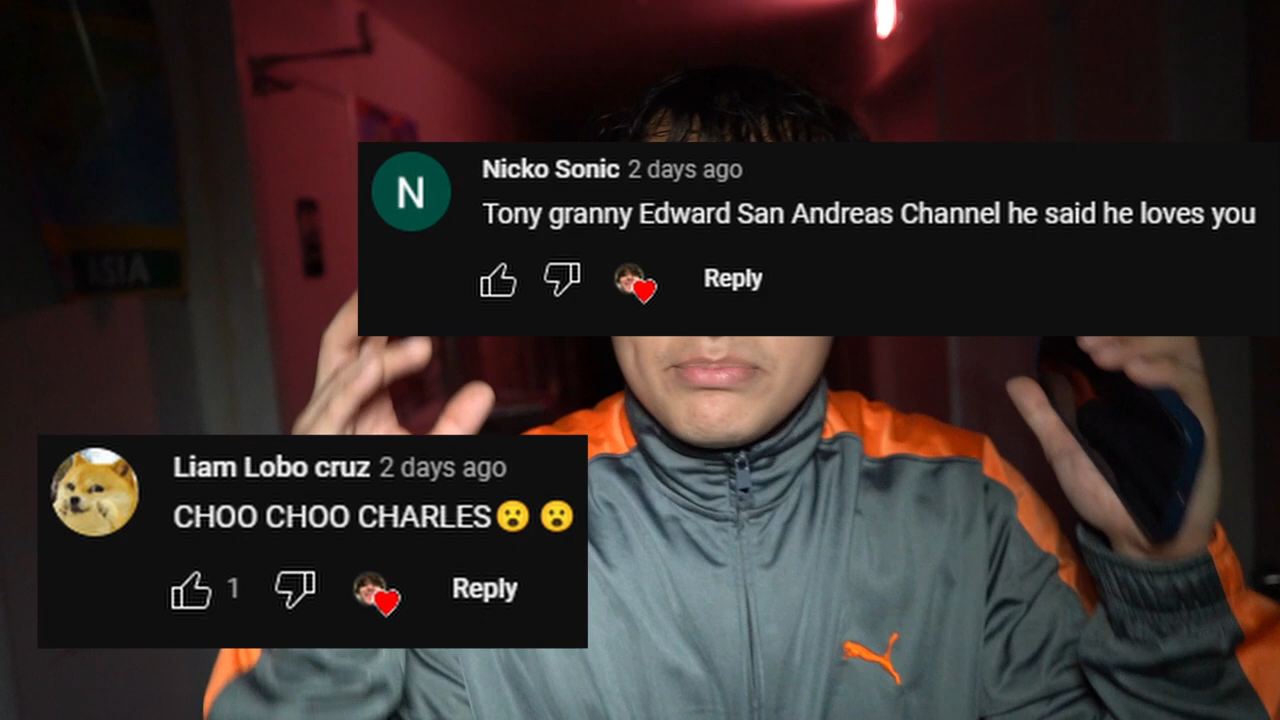 Nicko Sonic 2 days ago
N
Tony granny Edward San Andreas Channel he said he loves you
Reply
ISIA
Liam Lobo cruz 2 days ago
CHOO CHOO CHARLES😮 😮
1
Reply